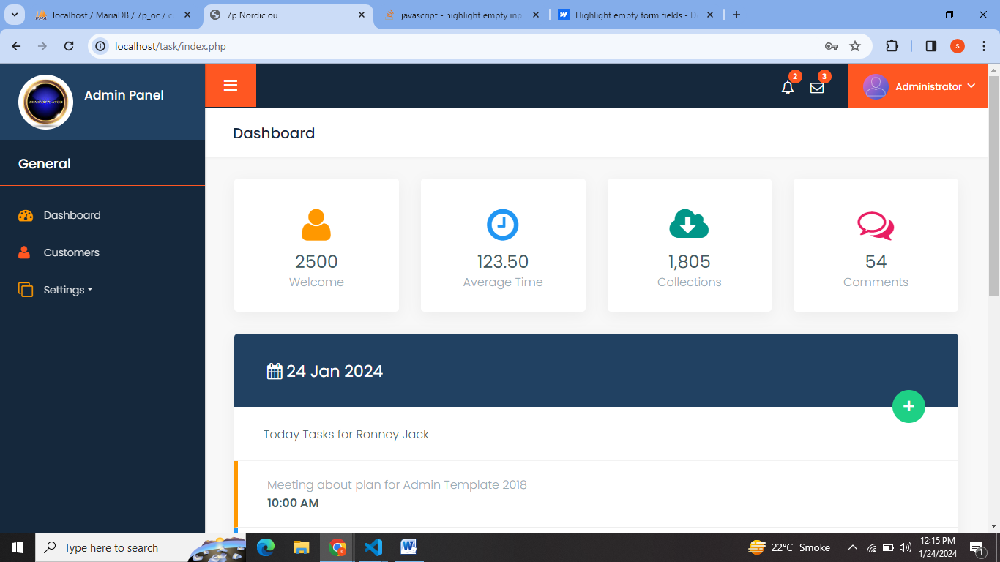 localhost / MariaDB / 7p_oc / cu
7p Nordic ou
javascript - highlight empty inp
Highlight empty form fields - D
localhost/task/index.php
Admin Panel
2
3
Administrator
Dashboard
General
Dashboard
Customers
Settings
2500
Welcome
123.50
Average Time
1,805
Collections
54
Comments
24 Jan 2024
Today Tasks for Ronney Jack
Meeting about plan for Admin Template 2018
10:00 AM
Type here to search
22°C Smoke
12:15 PM
1/24/2024
1